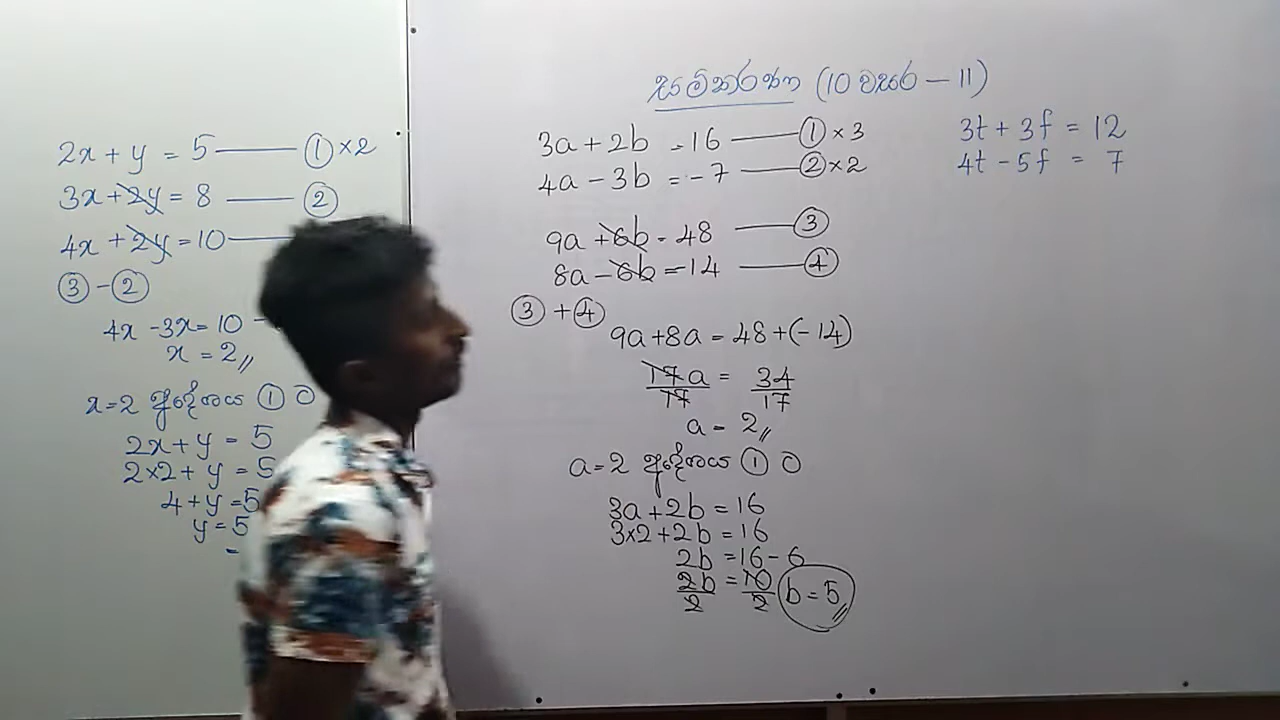 සමීකරණ (10 වසර – 11)
2x + y = 5 —— ① × 2
3x + 2y = 8 —— ②
4x + 2y = 10 ——
③ – ②
4x - 3x = 10 -
x = 2
x = 2 ආදේශය ① ට
2x + y = 5
2×2 + y = 5
4 + y = 5
y = 5
=
3a + 2b = 16 —— ① × 3
4a – 3b = -7 —— ② × 2
9a + 6b = 48 —— ③
8a – 6b = -14 —— ④
③ + ④
9a + 8a = 48 + (-14)
17a/17 = 34/17
a = 2
a = 2 ආදේශය ① ට
3a + 2b = 16
3×2 + 2b = 16
2b = 16 - 6
2b/2 = 10/2 b = 5
3t + 3f = 12
4t - 5f = 7